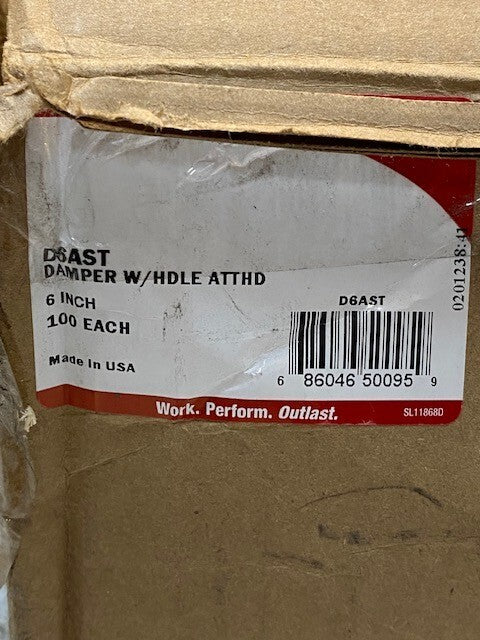 D6AST
DAMPER W/HDLE ATTHD
6 INCH
100 EACH
Made In USA
D6AST
6 86046 50095 9
Work. Perform. Outlast.
SL11868D